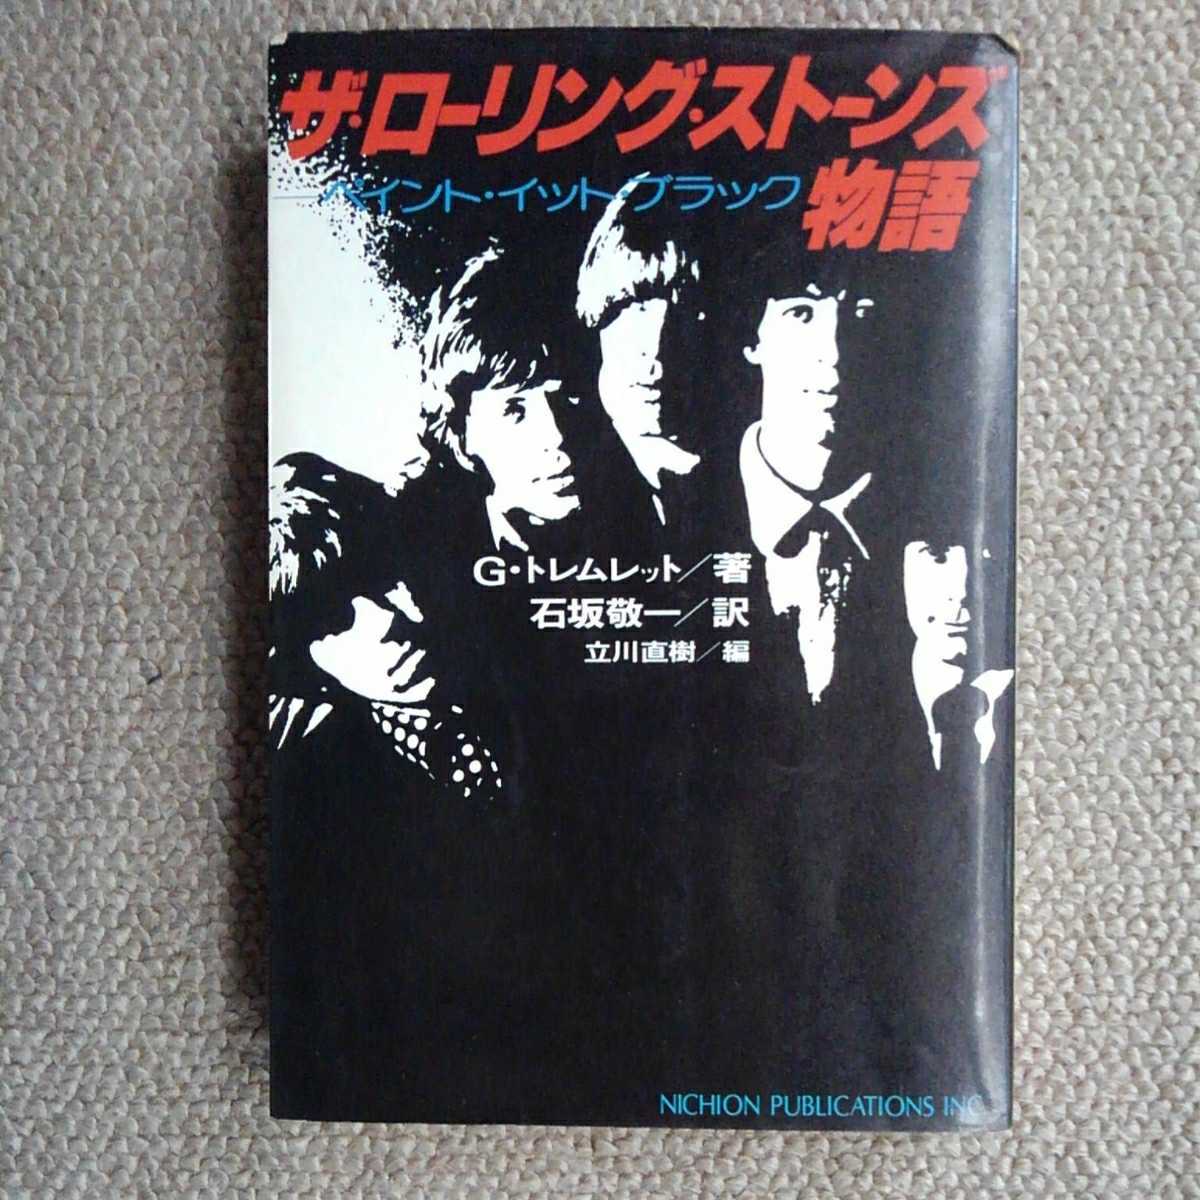 ザ・ローリング・ストーンズ
物語
ペイント・イット・ブラック
G・トレムレット／著
石坂敬一／訳
立川直樹／編
NICHION PUBLICATIONS INC